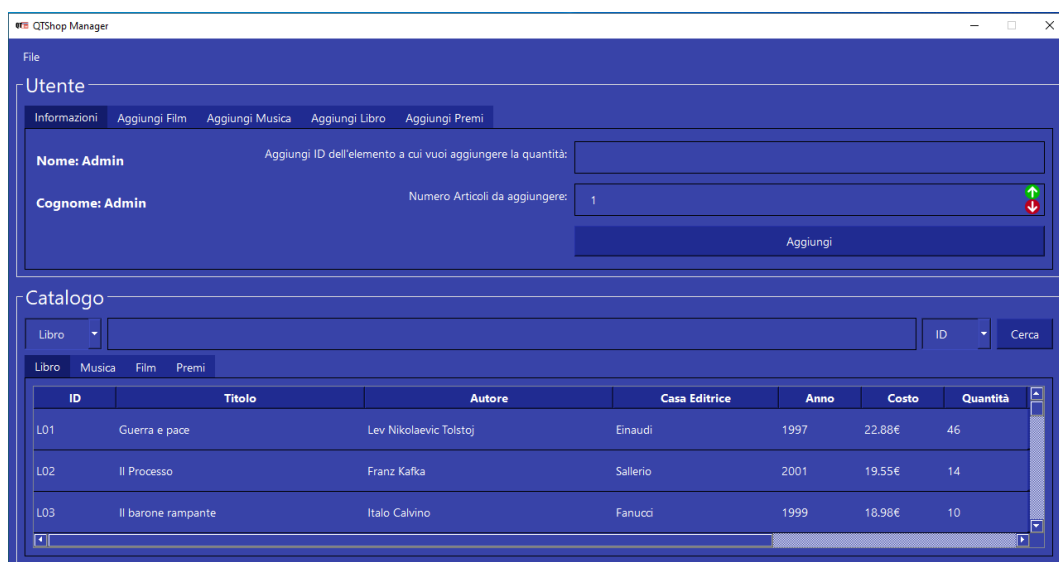 QT QTShop Manager
File
Utente
Informazioni Aggiungi Film Aggiungi Musica Aggiungi Libro Aggiungi Premi
Nome: Admin Aggiungi ID dell'elemento a cui vuoi aggiungere la quantità:
Cognome: Admin Numero Articoli da aggiungere: 1
Aggiungi
Catalogo
Libro ID Cerca
Libro Musica Film Premi
ID Titolo Autore Casa Editrice Anno Costo Quantità
L01 Guerra e pace Lev Nikolaevic Tolstoj Einaudi 1997 22.88€ 46
L02 Il Processo Franz Kafka Sallerio 2001 19.55€ 14
L03 Il barone rampante Italo Calvino Fanucci 1999 18.98€ 10